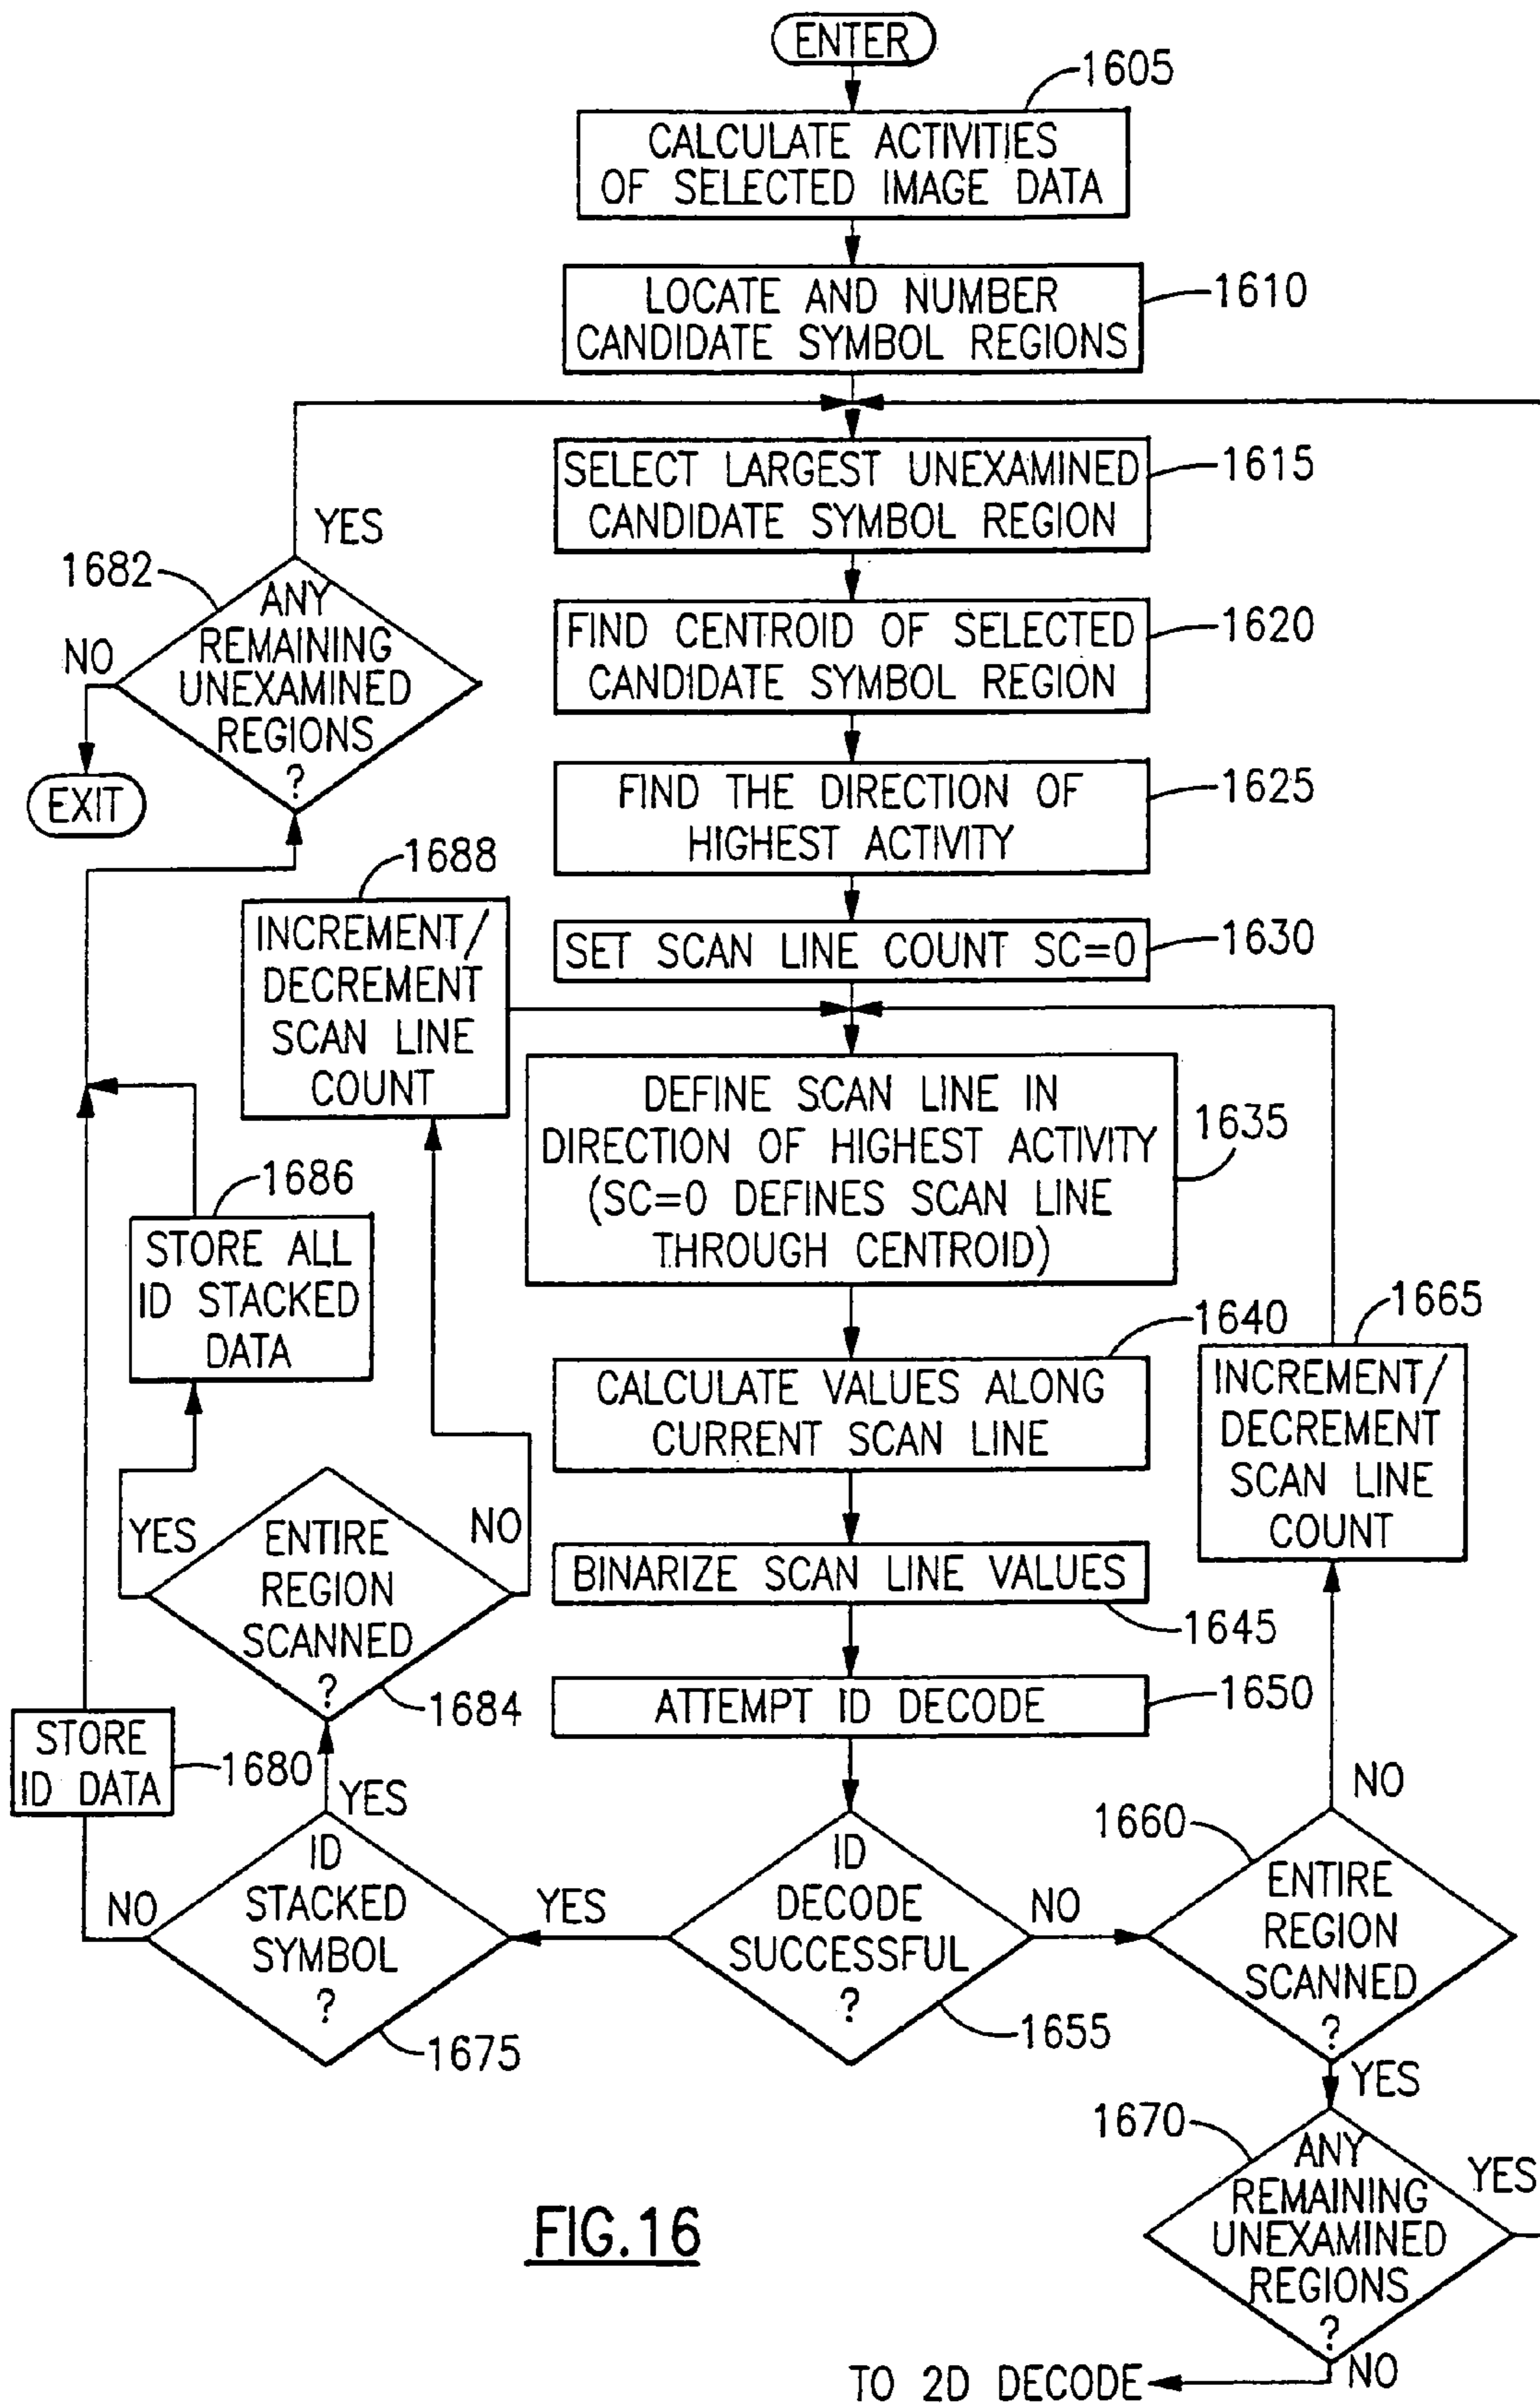 ENTER
1605
CALCULATE ACTIVITIES
OF SELECTED IMAGE DATA
LOCATE AND NUMBER
CANDIDATE SYMBOL REGIONS
1610
SELECT LARGEST UNEXAMINED
CANDIDATE SYMBOL REGION
1615
YES
1682
ANY
REMAINING
UNEXAMINED
REGIONS
?
NO
EXIT
FIND CENTROID OF SELECTED
CANDIDATE SYMBOL REGION
1620
FIND THE DIRECTION OF
HIGHEST ACTIVITY
1625
1688
INCREMENT/
DECREMENT
SCAN LINE
COUNT
SET SCAN LINE COUNT SC=0
1630
DEFINE SCAN LINE IN
DIRECTION OF HIGHEST ACTIVITY
(SC=0 DEFINES SCAN LINE
THROUGH CENTROID)
1635
1686
STORE ALL
ID STACKED
DATA
1640
CALCULATE VALUES ALONG
CURRENT SCAN LINE
1665
INCREMENT/
DECREMENT
SCAN LINE
COUNT
YES
ENTIRE
REGION
SCANNED
?
NO
1684
BINARIZE SCAN LINE VALUES
1645
ATTEMPT ID DECODE
1650
STORE
ID DATA
1680
YES
NO
ID
STACKED
SYMBOL
?
1675
YES
ID
DECODE
SUCCESSFUL
?
1655
NO
1660
ENTIRE
REGION
SCANNED
?
NO
YES
1670
ANY
REMAINING
UNEXAMINED
REGIONS
?
YES
NO
TO 2D DECODE
FIG.16